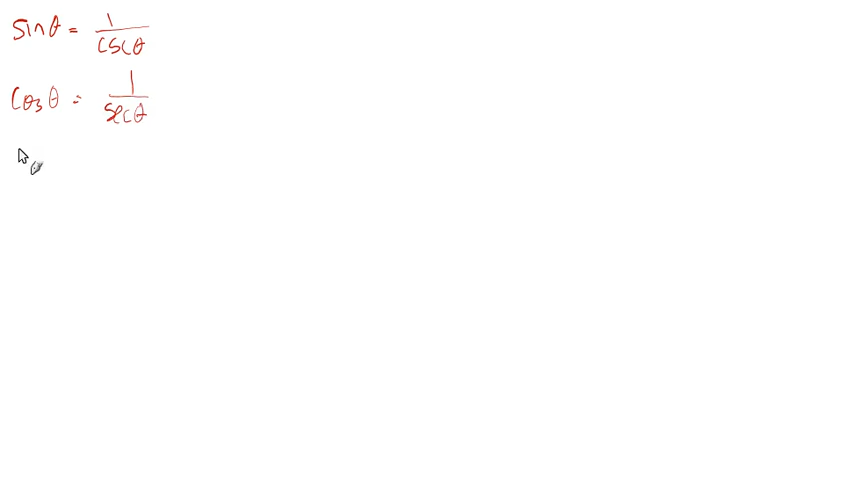 sinθ = 1/cscθ
cosθ = 1/secθ